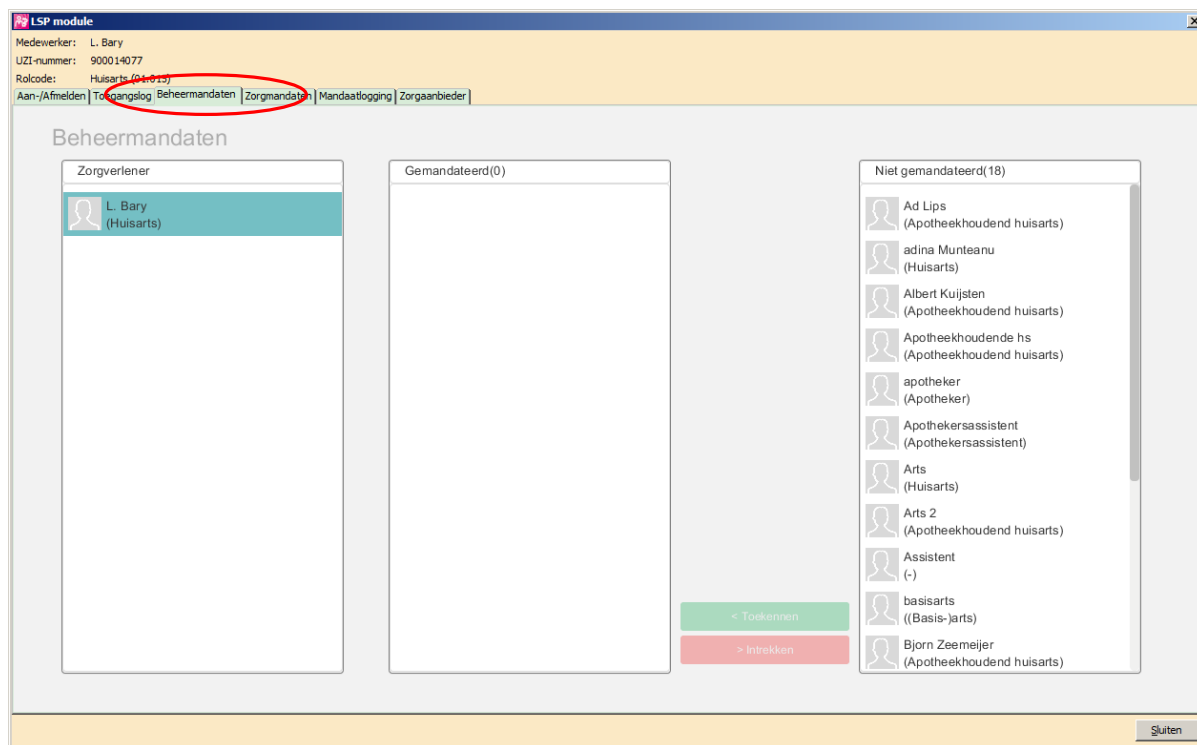 LSP module
Medewerker: L. Bary
UZI-nummer: 900014077
Rolcode: Huisarts (01.015)
Aan-/Afmelden Toegangslog Beheermandaten Zorgmandaten Mandaatlogging Zorgaanbieder
Beheermandaten
Zorgverlener
L. Bary
(Huisarts)
Gemandateerd(0)
< Toekennen
> Intrekken
Niet gemandateerd(18)
Ad Lips
(Apotheekhoudend huisarts)
adina Munteanu
(Huisarts)
Albert Kuijsten
(Apotheekhoudend huisarts)
Apotheekhoudende hs
(Apotheekhoudend huisarts)
apotheker
(Apotheker)
Apothekersassistent
(Apothekersassistent)
Arts
(Huisarts)
Arts 2
(Apotheekhoudend huisarts)
Assistent
(-)
basisarts
((Basis-)arts)
Bjorn Zeemeijer
(Apotheekhoudend huisarts)
Sluiten